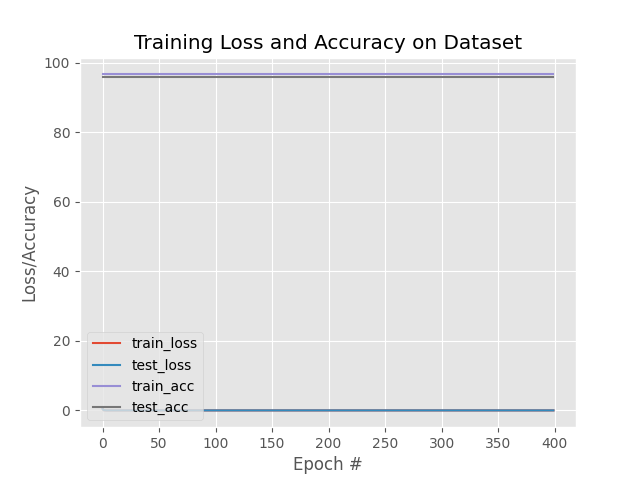 Training Loss and Accuracy on Dataset
Loss/Accuracy
100
80
60
40
20
0
train_loss
test_loss
train_acc
test_acc
0 50 100 150 200 250 300 350 400
Epoch #